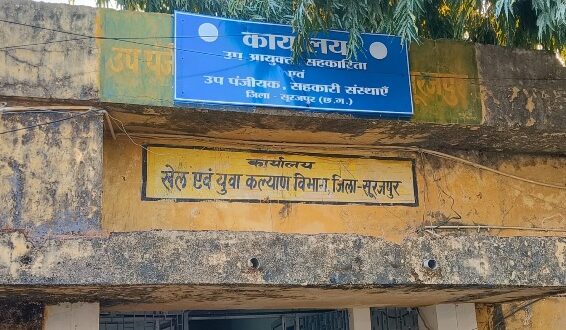 कार्यालय
उप आयुक्त सहकारिता
एवं
उप पंजीयक, सहकारी संस्थाएँ
जिला - सूरजपुर (छ.ग.)
कार्यालय
खेल एवं युवा कल्याण विभाग, जिला-सूरजपुर